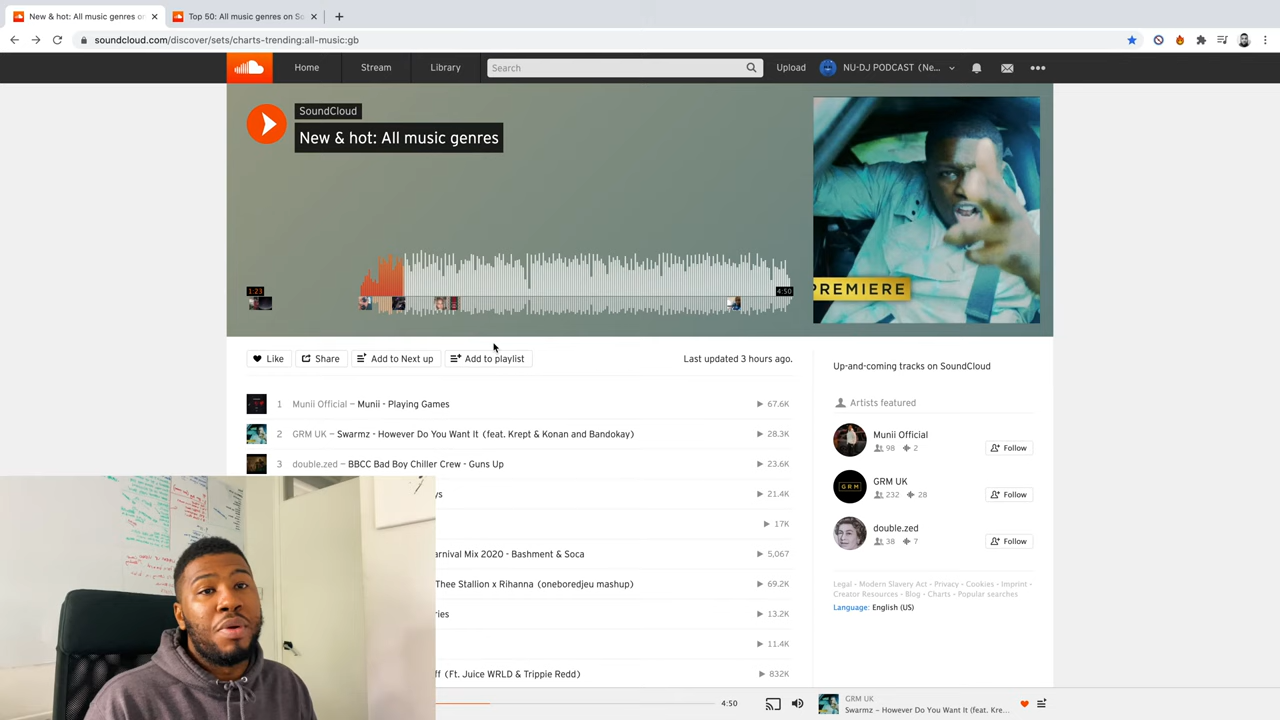 New & hot: All music genres on
Top 50: All music genres on So
soundcloud.com/discover/sets/charts-trending:all-music:gb
Home
Stream
Library
Search
Upload
NU-DJ PODCAST (Ne...
SoundCloud
New & hot: All music genres
PREMIERE
1:23
4:50
Like
Share
Add to Next up
Add to playlist
Last updated 3 hours ago.
Up-and-coming tracks on SoundCloud
Artists featured
1 Munii Official – Munii - Playing Games 67.6K
2 GRM UK – Swarmz - However Do You Want It (feat. Krept & Konan and Bandokay) 28.3K
3 double.zed – BBCC Bad Boy Chiller Crew - Guns Up 23.6K
ys 21.4K
17K
arnival Mix 2020 - Bashment & Soca 5,067
Thee Stallion x Rihanna (oneboredjeu mashup) 69.2K
ries 13.2K
11.4K
ff (Ft. Juice WRLD & Trippie Redd) 832K
Munii Official
98 2
Follow
GRM UK
232 28
Follow
GRM
double.zed
38 7
Follow
Legal - Modern Slavery Act - Privacy - Cookies - Imprint -
Creator Resources - Blog - Charts - Popular searches
Language: English (US)
4:50
GRM UK
Swarmz – However Do You Want It (feat. Kre...